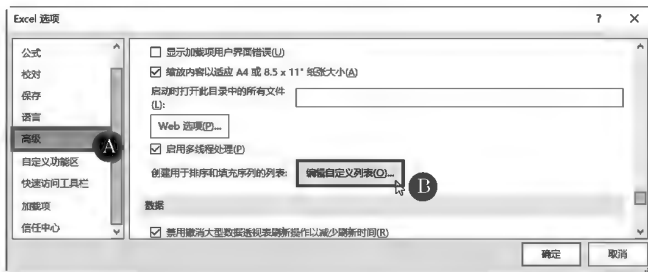 Excel 选项
? ×
公式
校对
保存
语言
高级
A
自定义功能区
快速访问工具栏
加载项
信任中心
显示加载项用户界面错误(U)
缩放内容以适应 A4 或 8.5 x 11" 纸张大小(A)
启动时打开此目录中的所有文件
(L):
Web 选项(P)...
启用多线程处理(P)
创建用于排序和填充序列的列表: 编辑自定义列表(O)...
B
数据
禁用撤消大型数据透视表刷新操作以减少刷新时间(R)
确定 取消